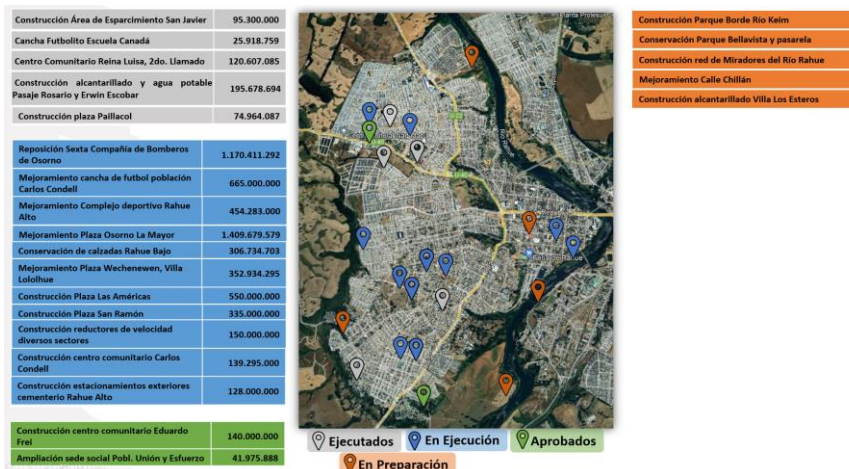 Construcción Área de Esparcimiento San Javier 95.300.000
Cancha Futbolito Escuela Canadá 25.918.759
Centro Comunitario Reina Luisa, 2do. Llamado 120.607.085
Construcción alcantarillado y agua potable
Pasaje Rosario y Erwin Escobar 195.678.694
Construcción plaza Paillacol 74.964.087
Reposición Sexta Compañía de Bomberos
de Osorno 1.170.411.292
Mejoramiento cancha de futbol población
Carlos Condell 665.000.000
Mejoramiento Complejo deportivo Rahue
Alto 454.283.000
Mejoramiento Plaza Osorno La Mayor 1.409.679.579
Conservación de calzadas Rahue Bajo 306.734.703
Mejoramiento Plaza Wechenewen, Villa
Lololhue 352.934.295
Construcción Plaza Las Américas 550.000.000
Construcción Plaza San Ramón 335.000.000
Construcción reductores de velocidad
diversos sectores 150.000.000
Construcción centro comunitario Carlos
Condell 139.295.000
Construcción estacionamientos exteriores
cementerio Rahue Alto 128.000.000
Construcción centro comunitario Eduardo
Frei 140.000.000
Ampliación sede social Pobl. Unión y Esfuerzo 41.975.888
Ejecutados
En Ejecución
Aprobados
En Preparación
Construcción Parque Borde Río Keim
Conservación Parque Bellavista y pasarela
Construcción red de Miradores del Río Rahue
Mejoramiento Calle Chillán
Construcción alcantarillado Villa Los Esteros